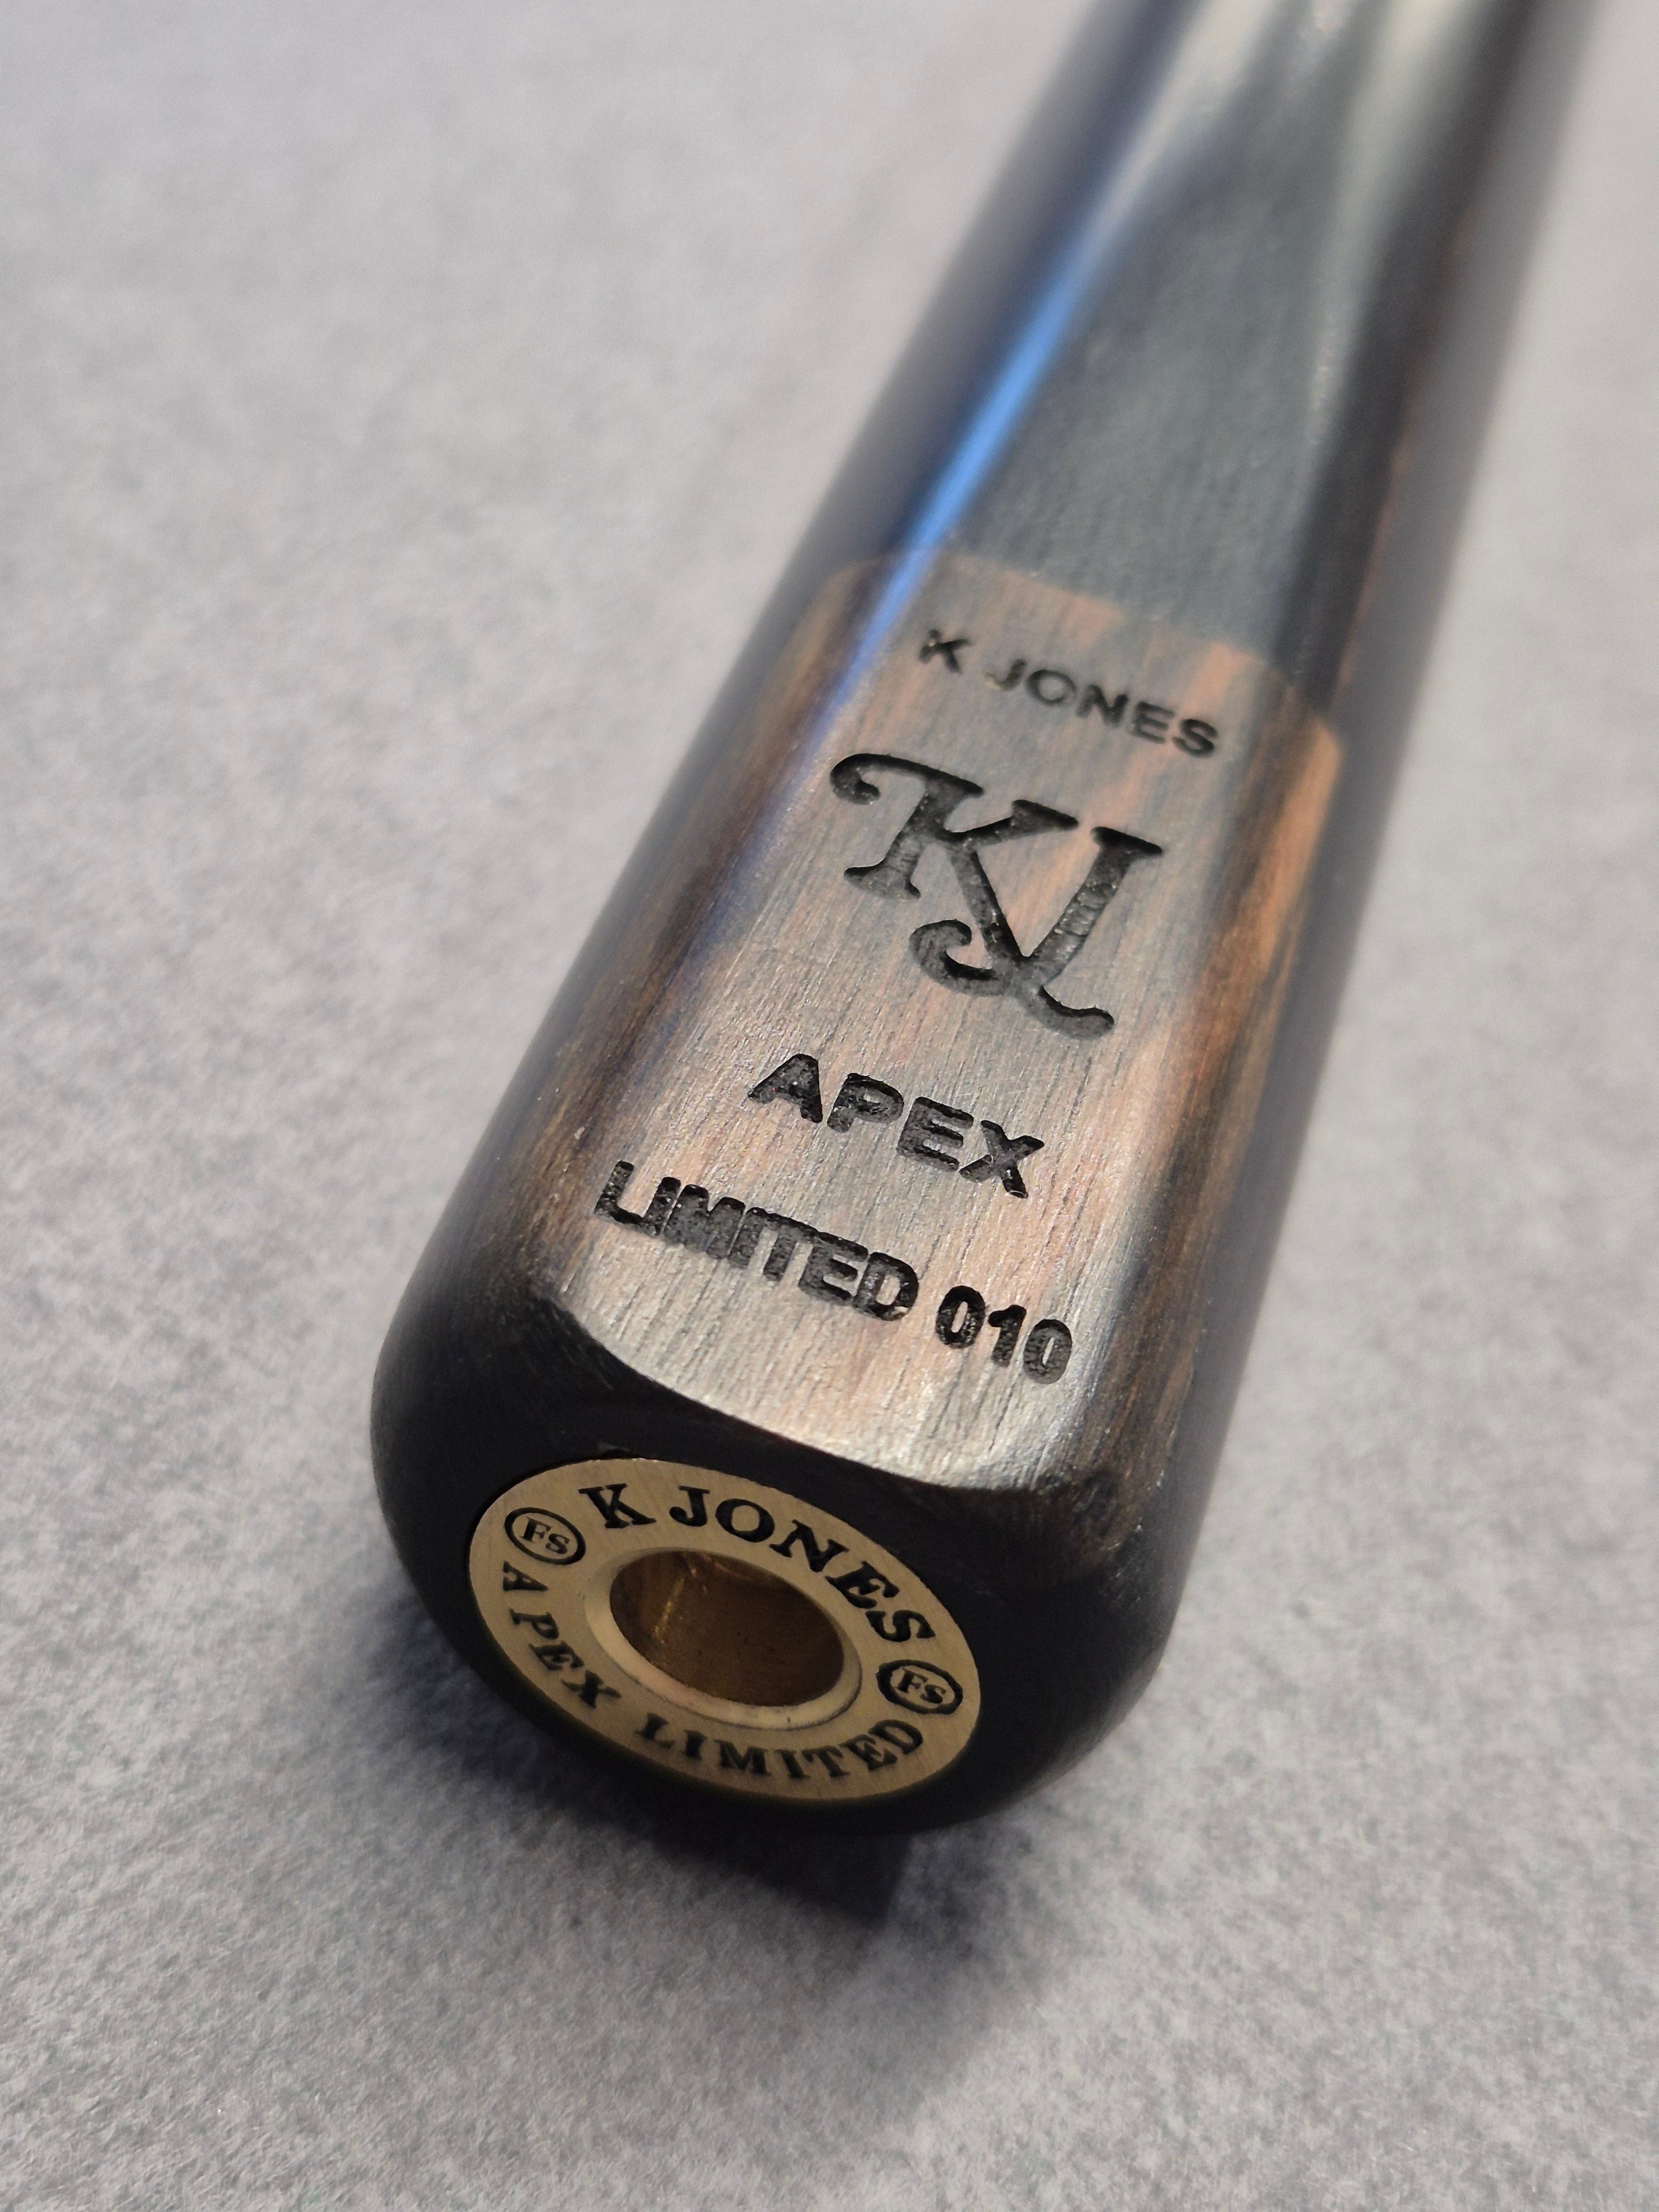 K JONES
KJ
APEX
LIMITED 010
K JONES
FS
FS
APEX LIMITED